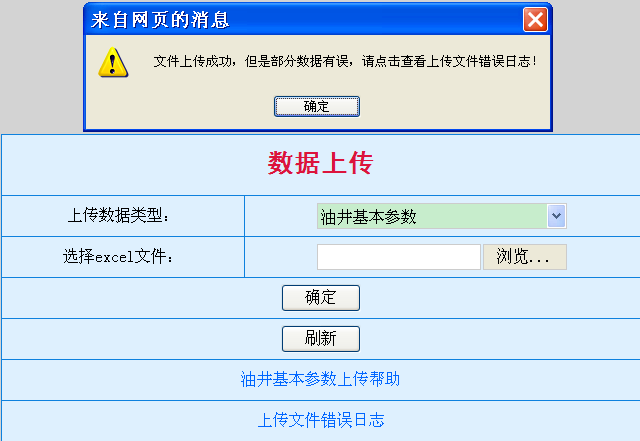 来自网页的消息
文件上传成功，但是部分数据有误，请点击查看上传文件错误日志！
确定
数据上传
上传数据类型：
油井基本参数
选择excel文件：
浏览...
确定
刷新
油井基本参数上传帮助
上传文件错误日志